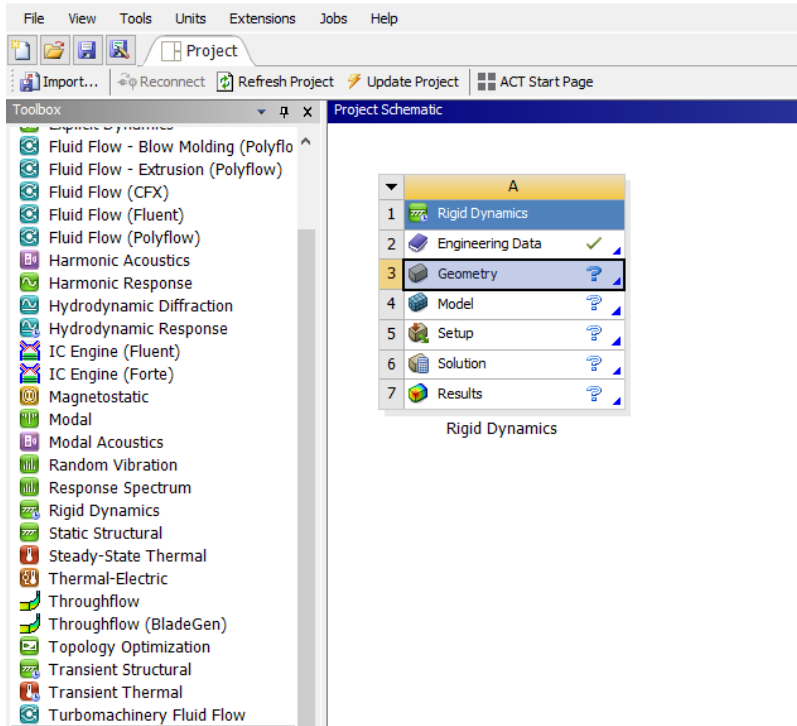 File View Tools Units Extensions Jobs Help
Project
Import... Reconnect Refresh Project Update Project ACT Start Page
Toolbox
Project Schematic
Explicit Dynamics
Fluid Flow - Blow Molding (Polyflo
Fluid Flow - Extrusion (Polyflow)
Fluid Flow (CFX)
Fluid Flow (Fluent)
Fluid Flow (Polyflow)
Harmonic Acoustics
Harmonic Response
Hydrodynamic Diffraction
Hydrodynamic Response
IC Engine (Fluent)
IC Engine (Forte)
Magnetostatic
Modal
Modal Acoustics
Random Vibration
Response Spectrum
Rigid Dynamics
Static Structural
Steady-State Thermal
Thermal-Electric
Throughflow
Throughflow (BladeGen)
Topology Optimization
Transient Structural
Transient Thermal
Turbomachinery Fluid Flow
A
1 Rigid Dynamics
2 Engineering Data
3 Geometry ?
4 Model ?
5 Setup ?
6 Solution ?
7 Results ?
Rigid Dynamics